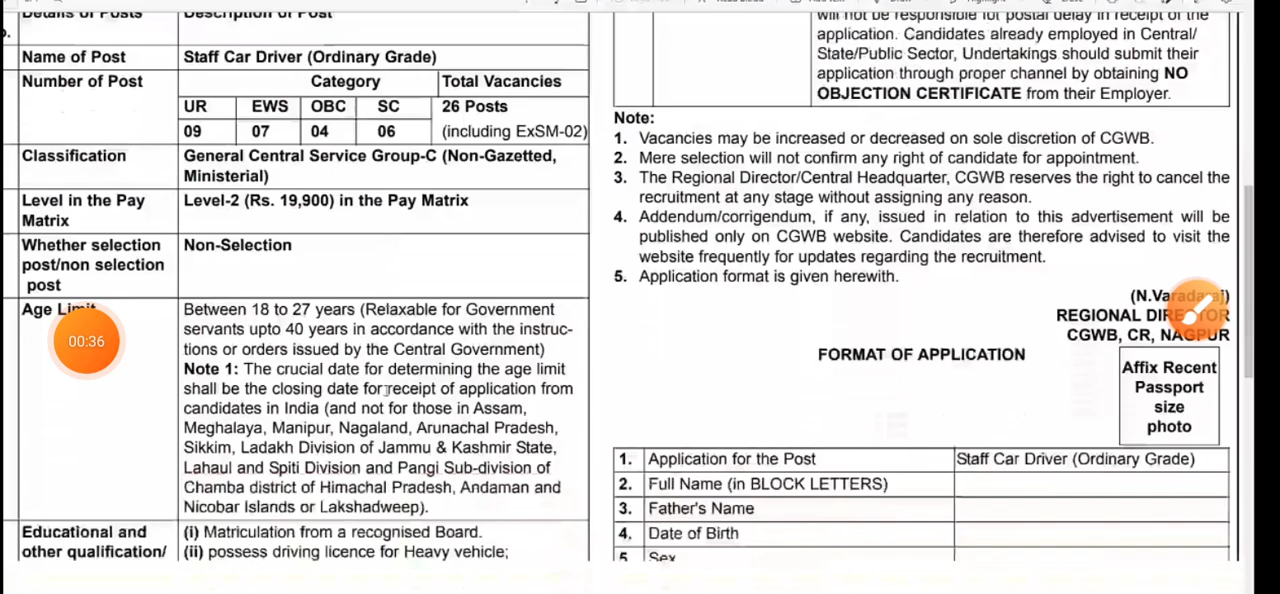 Details of Posts Description of Post
Name of Post Staff Car Driver (Ordinary Grade)
Number of Post Category Total Vacancies
UR EWS OBC SC 26 Posts
09 07 04 06 (including ExSM-02)
Classification General Central Service Group-C (Non-Gazetted,
Ministerial)
Level in the Pay Level-2 (Rs. 19,900) in the Pay Matrix
Matrix
Whether selection Non-Selection
post/non selection
post
Age Limit Between 18 to 27 years (Relaxable for Government
servants upto 40 years in accordance with the instruc-
00:36
tions or orders issued by the Central Government)
Note 1: The crucial date for determining the age limit
shall be the closing date for receipt of application from
candidates in India (and not for those in Assam,
Meghalaya, Manipur, Nagaland, Arunachal Pradesh,
Sikkim, Ladakh Division of Jammu & Kashmir State,
Lahaul and Spiti Division and Pangi Sub-division of
Chamba district of Himachal Pradesh, Andaman and
Nicobar Islands or Lakshadweep).
Educational and (i) Matriculation from a recognised Board.
other qualification/ (ii) possess driving licence for Heavy vehicle;
will not be responsible for postal delay in receipt of the
application. Candidates already employed in Central/
State/Public Sector, Undertakings should submit their
application through proper channel by obtaining NO
OBJECTION CERTIFICATE from their Employer.
Note:
1. Vacancies may be increased or decreased on sole discretion of CGWB.
2. Mere selection will not confirm any right of candidate for appointment.
3. The Regional Director/Central Headquarter, CGWB reserves the right to cancel the
recruitment at any stage without assigning any reason.
4. Addendum/corrigendum, if any, issued in relation to this advertisement will be
published only on CGWB website. Candidates are therefore advised to visit the
website frequently for updates regarding the recruitment.
5. Application format is given herewith.
(N.Varadaraj)
REGIONAL DIRECTOR
CGWB, CR, NAGPUR
FORMAT OF APPLICATION
Affix Recent
Passport
size
photo
1. Application for the Post Staff Car Driver (Ordinary Grade)
2. Full Name (in BLOCK LETTERS)
3. Father's Name
4. Date of Birth
5 Sex